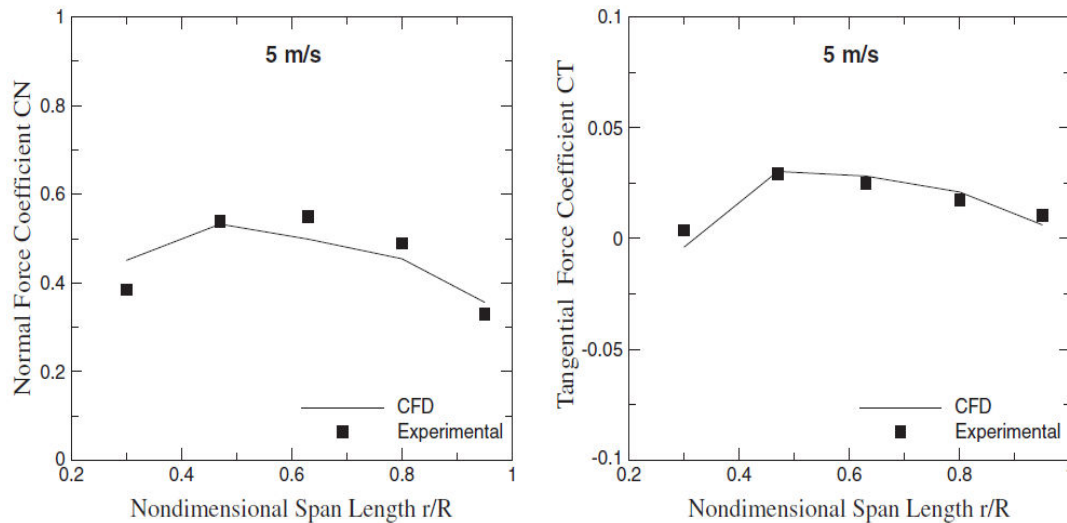 Normal Force Coefficient CN
1
0.8
0.6
0.4
0.2
0
5 m/s
CFD
Experimental
0.2 0.4 0.6 0.8 1
Nondimensional Span Length r/R
Tangential Force Coefficient CT
0.1
0.05
0
-0.05
-0.1
5 m/s
CFD
Experimental
0.2 0.4 0.6 0.8 1
Nondimensional Span Length r/R